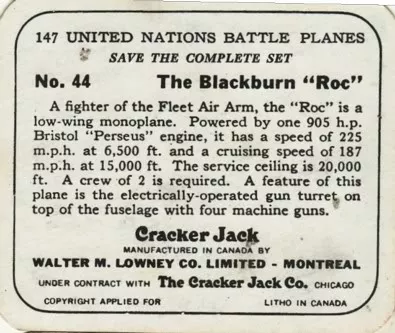 147 UNITED NATIONS BATTLE PLANES
SAVE THE COMPLETE SET
No. 44 The Blackburn "Roc"
A fighter of the Fleet Air Arm, the "Roc" is a
low-wing monoplane. Powered by one 905 h.p.
Bristol "Perseus" engine, it has a speed of 225
m.p.h. at 6,500 ft. and a cruising speed of 187
m.p.h. at 15,000 ft. The service ceiling is 20,000
ft. A crew of 2 is required. A feature of this
plane is the electrically-operated gun turret on
top of the fuselage with four machine guns.
Cracker Jack
MANUFACTURED IN CANADA BY
WALTER M. LOWNEY CO. LIMITED - MONTREAL
UNDER CONTRACT WITH The Cracker Jack Co. CHICAGO
COPYRIGHT APPLIED FOR LITHO IN CANADA